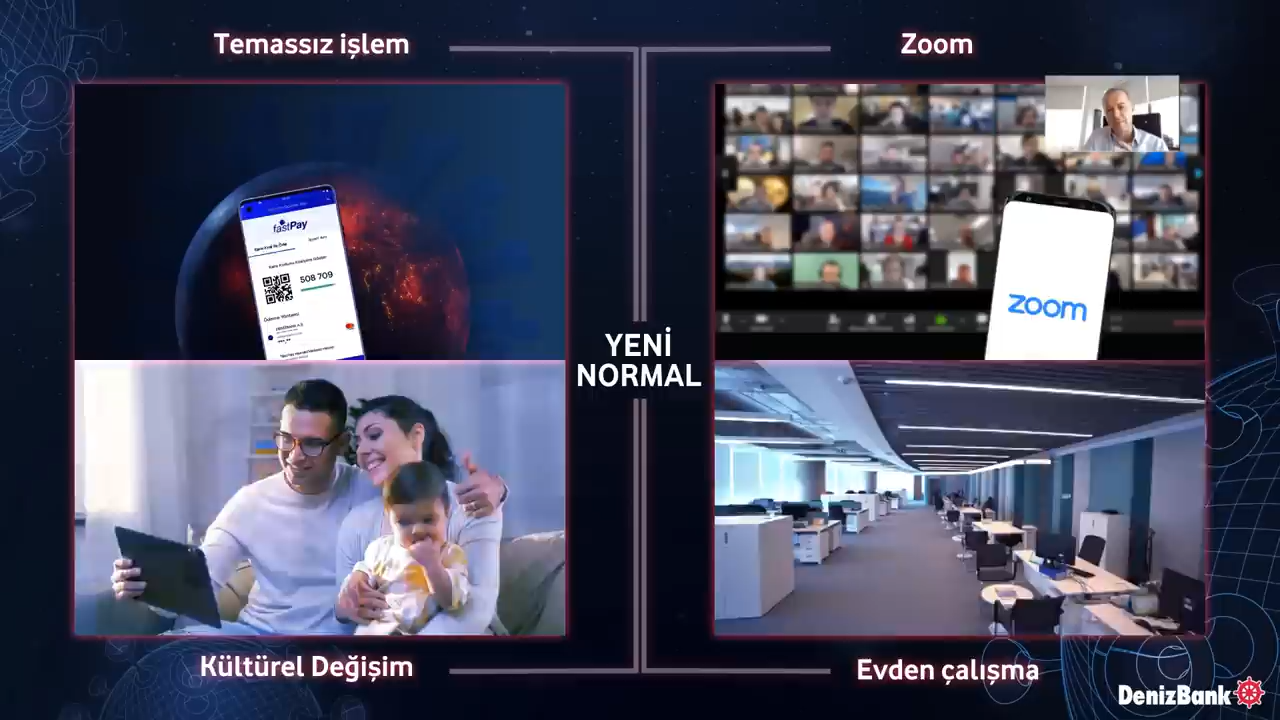 Temassız işlem
Zoom
fastPay
508 709
zoom
YENİ
NORMAL
Kültürel Değişim
Evden çalışma
DenizBank